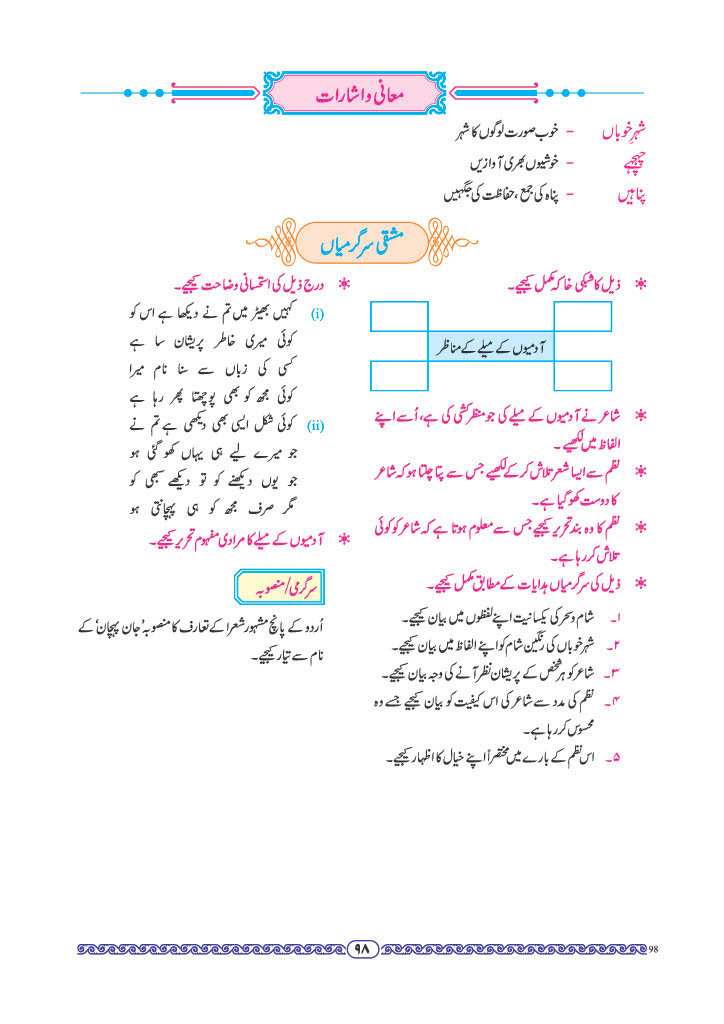 معانی واشارات
شہرِ خوباں – خوب صورت لوگوں کا شہر
چہچہے – خوشیوں بھری آوازیں
پناہیں – پناہ کی جمع، حفاظت کی جگہیں
مشقی سرگرمیاں
* ذیل کا شبکی خاکہ مکمل کیجیے۔
آدمیوں کے میلے کے مناظر
* شاعر نے آدمیوں کے میلے کی جو منظر کشی کی ہے، اُسے اپنے
الفاظ میں لکھیے۔
* نظم سے ایسا شعر تلاش کر کے لکھیے جس سے پتا چلتا ہو کہ شاعر
کا دوست کھو گیا ہے۔
* نظم کا وہ بند تحریر کیجیے جس سے معلوم ہوتا ہے کہ شاعر کو کوئی
تلاش کر رہا ہے۔
* ذیل کی سرگرمیاں ہدایات کے مطابق مکمل کیجیے۔
۱۔ شام و سحر کی یکسانیت اپنے لفظوں میں بیان کیجیے۔
۲۔ شہرِ خوباں کی رنگین شام کو اپنے الفاظ میں بیان کیجیے۔
۳۔ شاعر کو ہر شخص کے پریشان نظر آنے کی وجہ بیان کیجیے۔
۴۔ نظم کی مدد سے شاعر کی اس کیفیت کو بیان کیجیے جسے وہ
محسوس کر رہا ہے۔
۵۔ اس نظم کے بارے میں مختصراً اپنے خیال کا اظہار کیجیے۔
* درج ذیل کی استحسانی وضاحت کیجیے۔
(i) کہیں بھیڑ میں تم نے دیکھا ہے اس کو
کوئی میری خاطر پریشان سا ہے
کسی کی زباں سے سنا نام میرا
کوئی مجھ کو بھی پوچھتا پھر رہا ہے
(ii) کوئی شکل ایسی بھی دیکھی ہے تم نے
جو میرے لیے ہی یہاں کھو گئی ہو
جو یوں دیکھنے کو تو دیکھے سبھی کو
مگر صرف مجھ کو ہی پہچانتی ہو
* آدمیوں کے میلے کا مرادی مفہوم تحریر کیجیے۔
سرگرمی/منصوبہ
اُردو کے پانچ مشہور شعرا کے تعارف کا منصوبہ 'جان پہچان' کے
نام سے تیار کیجیے۔
۹۸
98